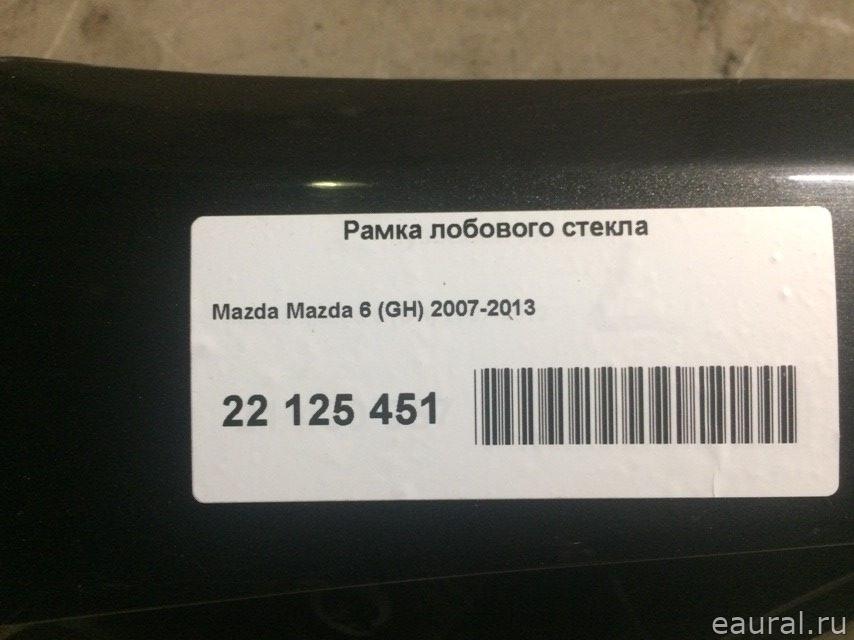 Рамка лобового стекла
Mazda Mazda 6 (GH) 2007-2013
22 125 451
eaural.ru